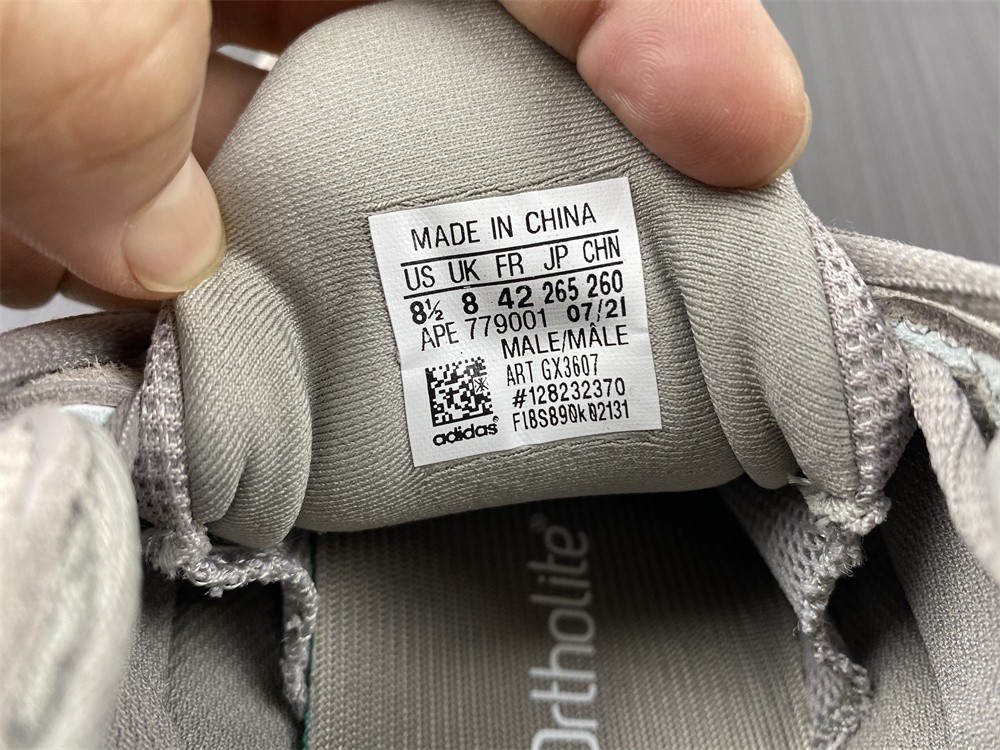 MADE IN CHINA
US UK FR JP CHN
8½ 8 42 265 260
APE 779001 07/21
MALE/MÂLE
ART GX3607
#128232370
adidas®
Ortholite®